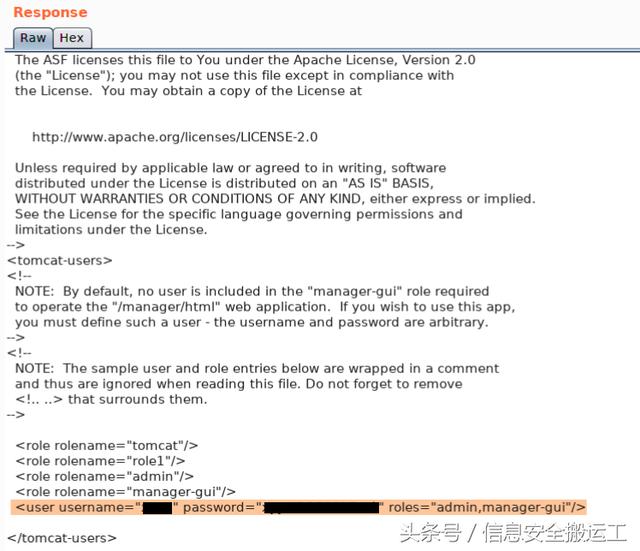 Response
Raw Hex
The ASF licenses this file to You under the Apache License, Version 2.0
(the "License"); you may not use this file except in compliance with
the License.  You may obtain a copy of the License at
http://www.apache.org/licenses/LICENSE-2.0
Unless required by applicable law or agreed to in writing, software
distributed under the License is distributed on an "AS IS" BASIS,
WITHOUT WARRANTIES OR CONDITIONS OF ANY KIND, either express or implied.
See the License for the specific language governing permissions and
limitations under the License.
-->
<tomcat-users>
<!--
NOTE:  By default, no user is included in the "manager-gui" role required
to operate the "/manager/html" web application.  If you wish to use this app,
you must define such a user - the username and password are arbitrary.
-->
<!--
NOTE:  The sample user and role entries below are wrapped in a comment
and thus are ignored when reading this file. Do not forget to remove
<!.. ..> that surrounds them.
-->
<role rolename="tomcat"/>
<role rolename="role1"/>
<role rolename="admin"/>
<role rolename="manager-gui"/>
<user username=" " password=" " roles="admin,manager-gui"/>
</tomcat-users>
头条号 / 信息安全搬运工